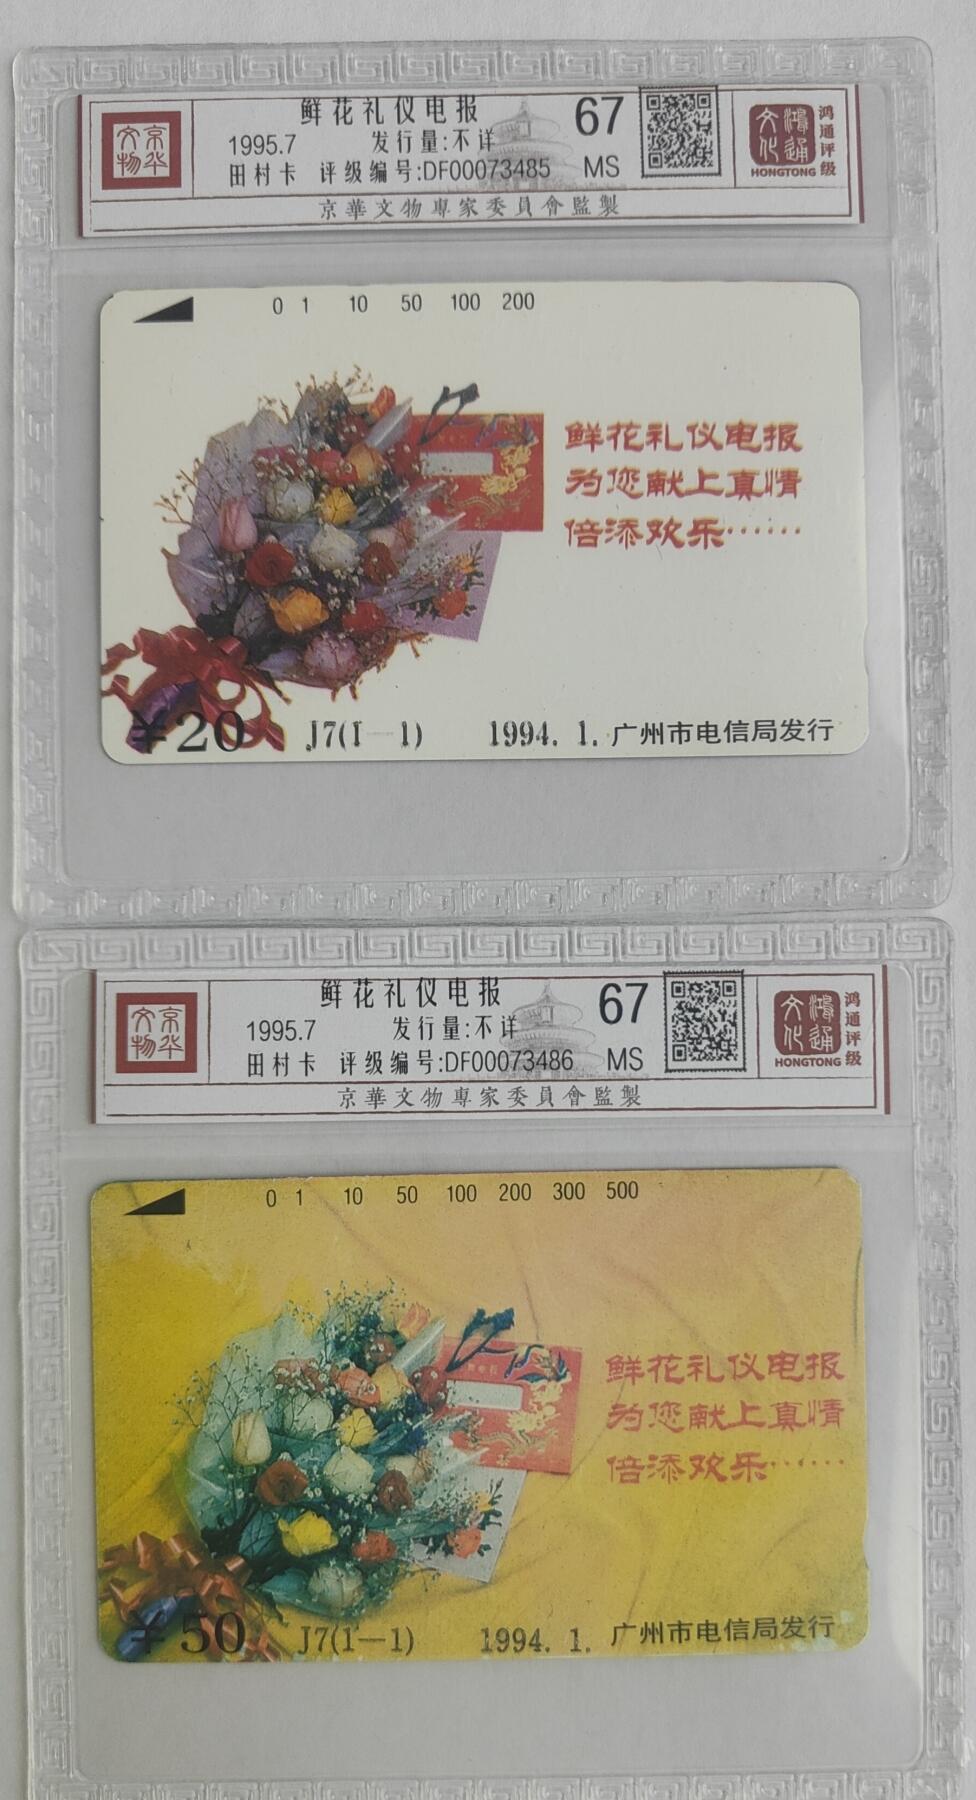 鲜花礼仪电报
1995.7 发行量:不详
67
田村卡 评级编号:DF00073485 MS
京華文物專家委員會監製
京华文物
鴻通文化
HONGTONG
鸿通评级
0 1 10 50 100 200
鲜花礼仪电报
为您献上真情
倍添欢乐……
￥20 J7(1—1) 1994. 1. 广州市电信局发行
鲜花礼仪电报
1995.7 发行量:不详
67
田村卡 评级编号:DF00073486 MS
京華文物專家委員會監製
京华文物
鴻通文化
HONGTONG
鸿通评级
0 1 10 50 100 200 300 500
鲜花礼仪电报
为您献上真情
倍添欢乐……
￥50 J7(1—1) 1994. 1. 广州市电信局发行